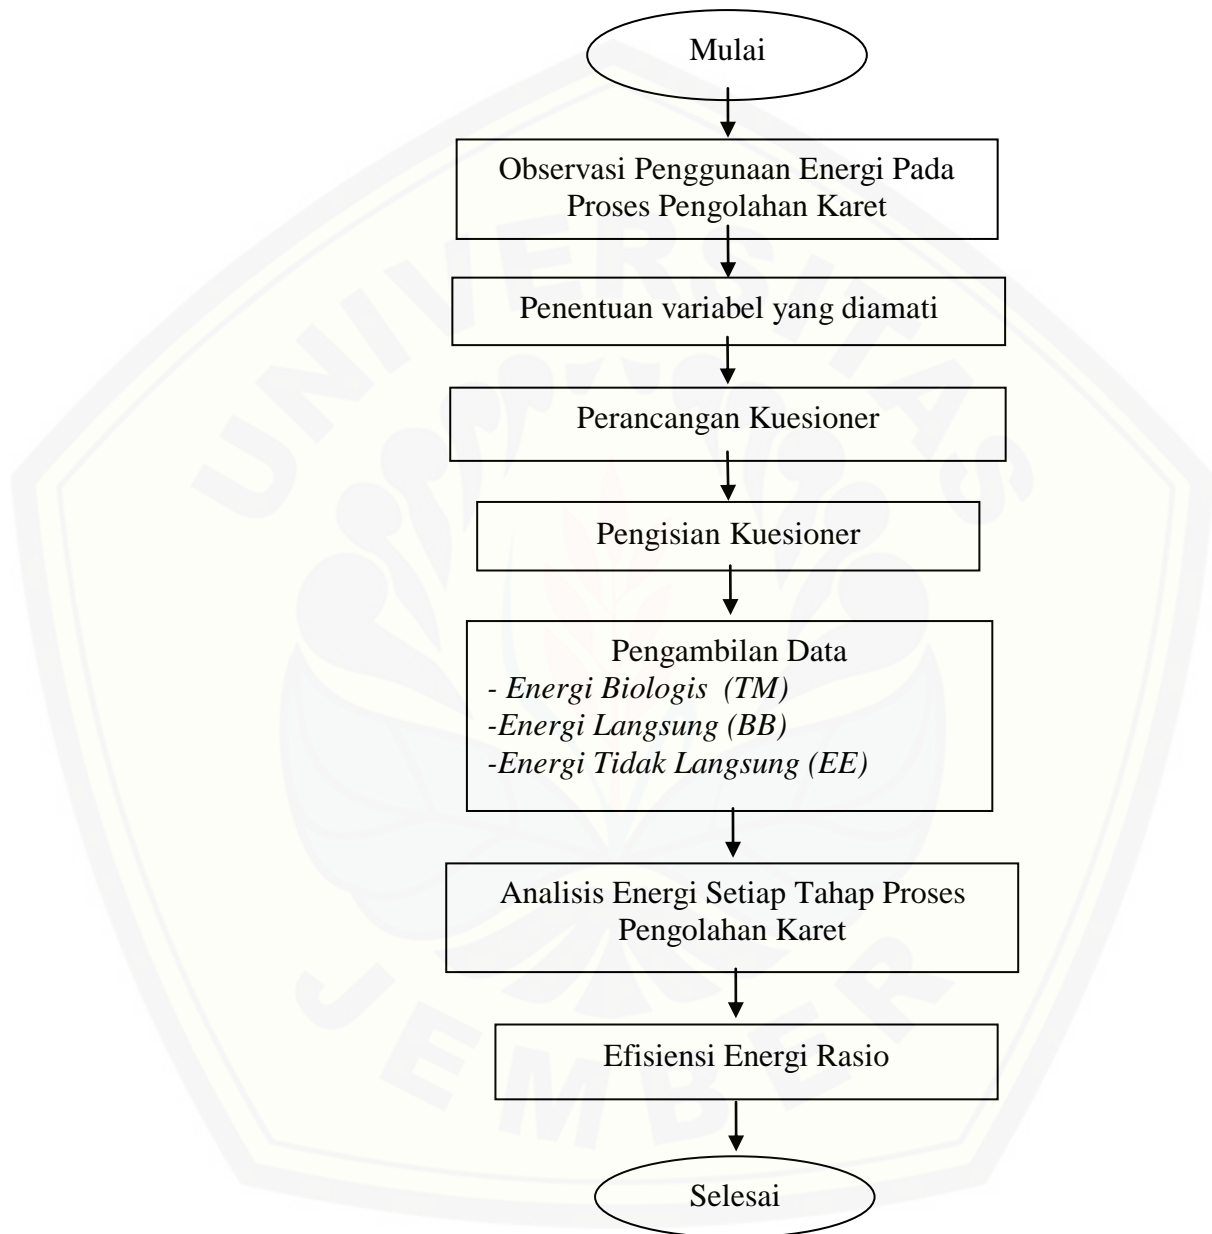 Mulai
Observasi Penggunaan Energi Pada
Proses Pengolahan Karet
Penentuan variabel yang diamati
Perancangan Kuesioner
Pengisian Kuesioner
Pengambilan Data
- Energi Biologis  (TM)
-Energi Langsung (BB)
-Energi Tidak Langsung (EE)
Analisis Energi Setiap Tahap Proses
Pengolahan Karet
Efisiensi Energi Rasio
Selesai
UNIVERSITAS
JEMBER